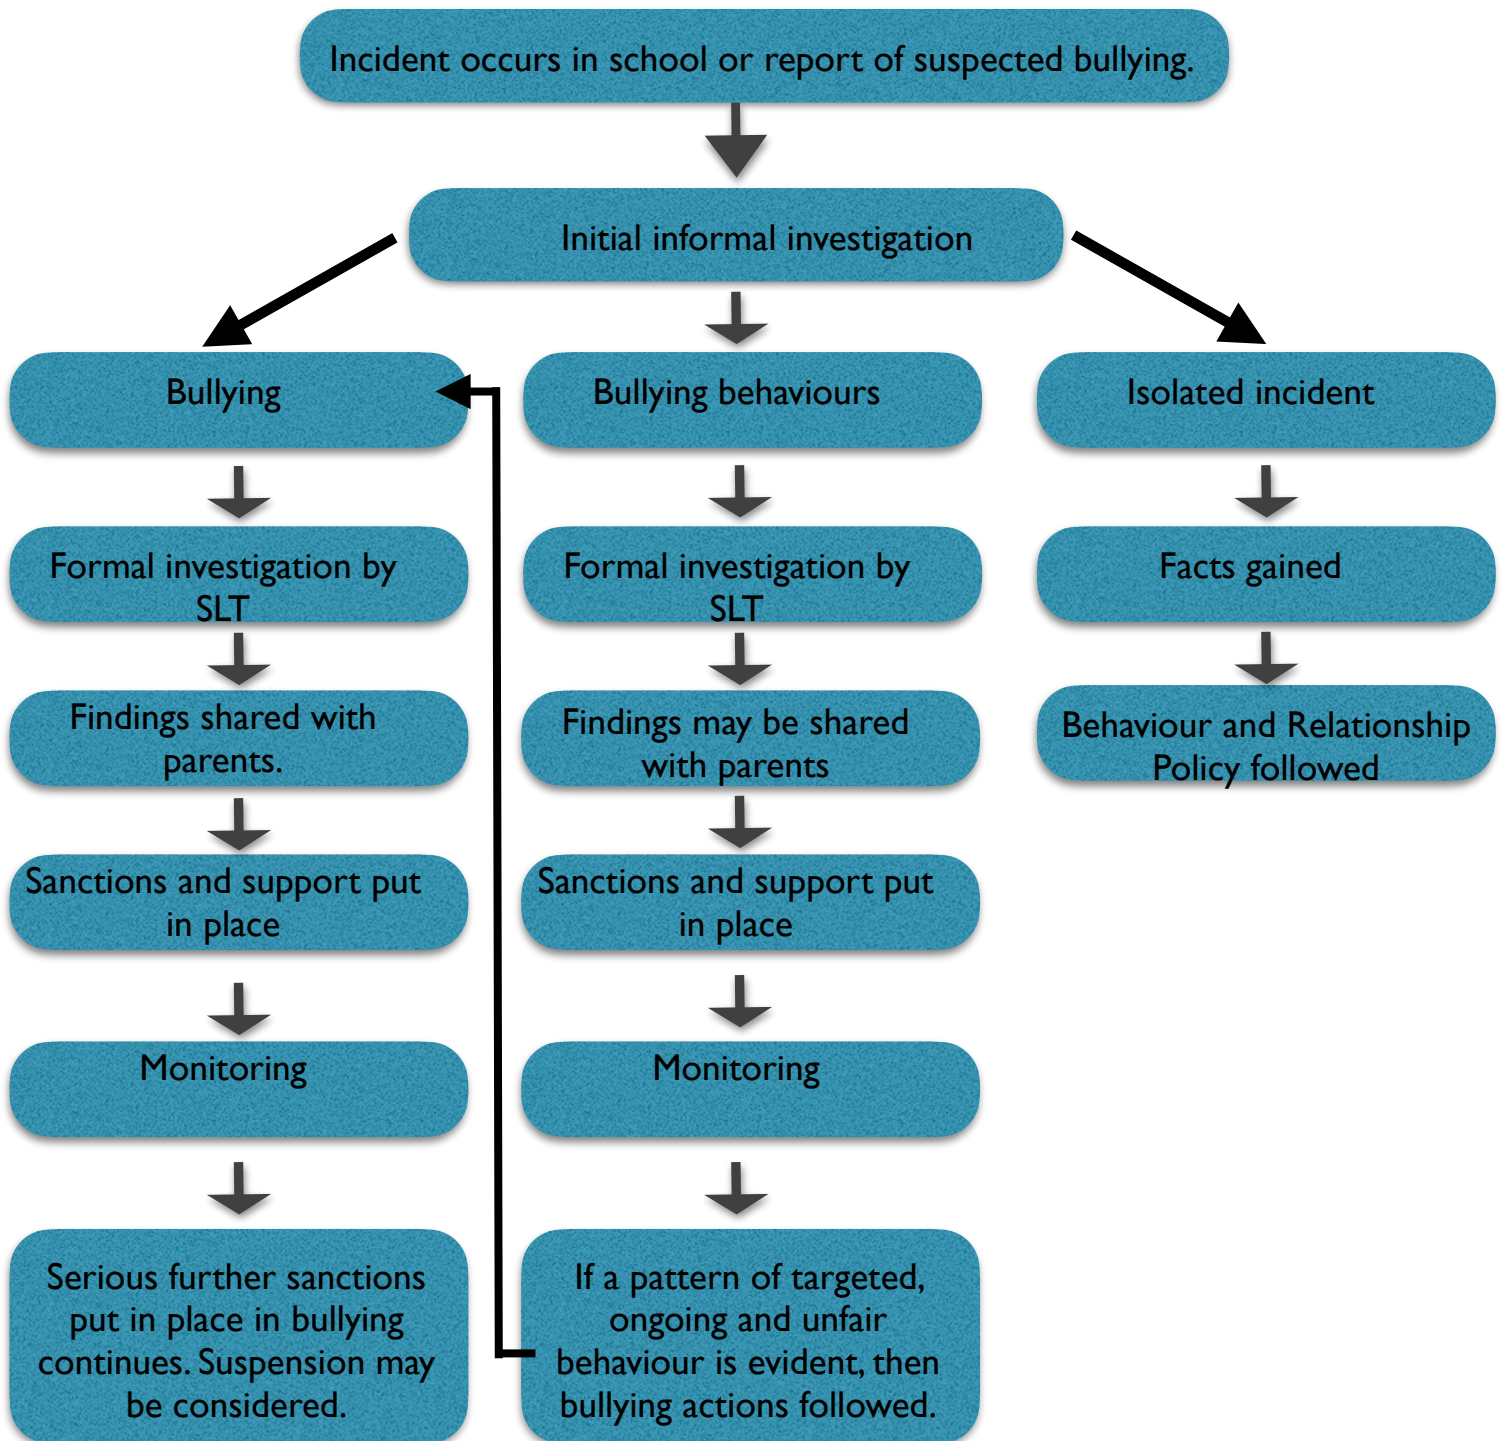 Incident occurs in school or report of suspected bullying.
Initial informal investigation
Bullying
Bullying behaviours
Isolated incident
Formal investigation by
SLT
Formal investigation by
SLT
Facts gained
Findings shared with
parents.
Findings may be shared
with parents
Behaviour and Relationship
Policy followed
Sanctions and support put
in place
Sanctions and support put
in place
Monitoring
Monitoring
Serious further sanctions
put in place in bullying
continues. Suspension may
be considered.
If a pattern of targeted,
ongoing and unfair
behaviour is evident, then
bullying actions followed.